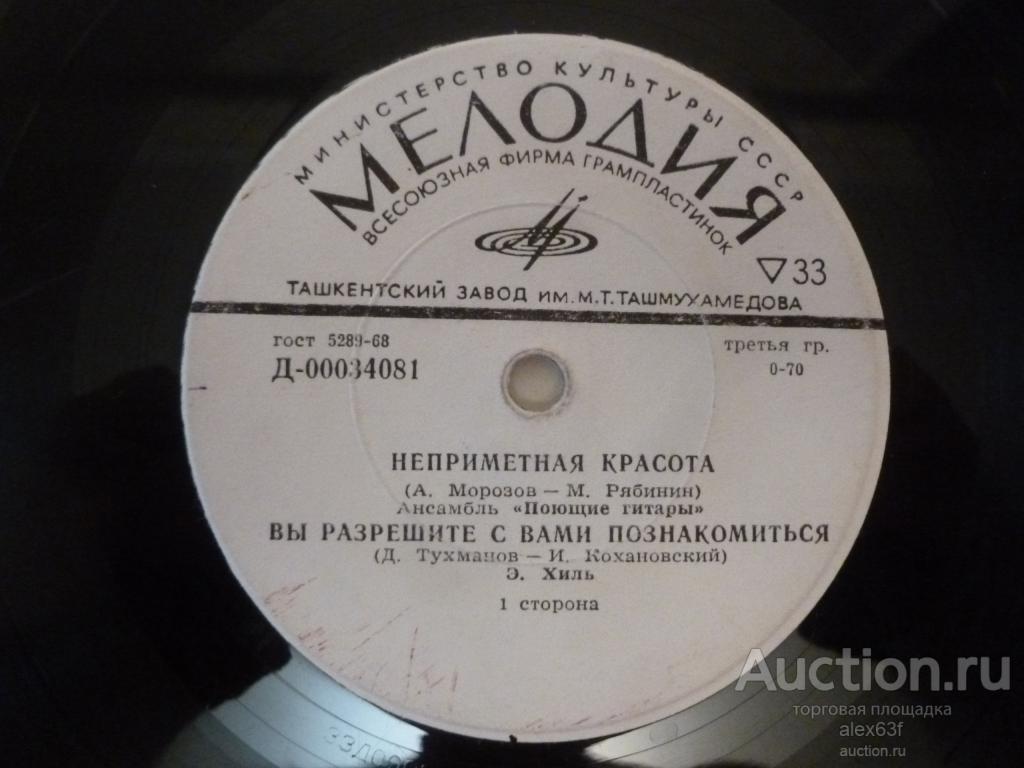 МИНИСТЕРСТВО КУЛЬТУРЫ СССР
МЕЛОДИЯ
ВСЕСОЮЗНАЯ ФИРМА ГРАМПЛАСТИНОК
33
ТАШКЕНТСКИЙ ЗАВОД ИМ. М.Т. ТАШМУХАМЕДОВА
гост 5289-68
третья гр.
Д-00034081
0-70
НЕПРИМЕТНАЯ КРАСОТА
(А. Морозов — М. Рябинин)
Ансамбль «Поющие гитары»
ВЫ РАЗРЕШИТЕ С ВАМИ ПОЗНАКОМИТЬСЯ
(Д. Тухманов — И. Кохановский)
Э. Хиль
1 сторона
Auction.ru
торговая площадка
alex63f
auction.ru